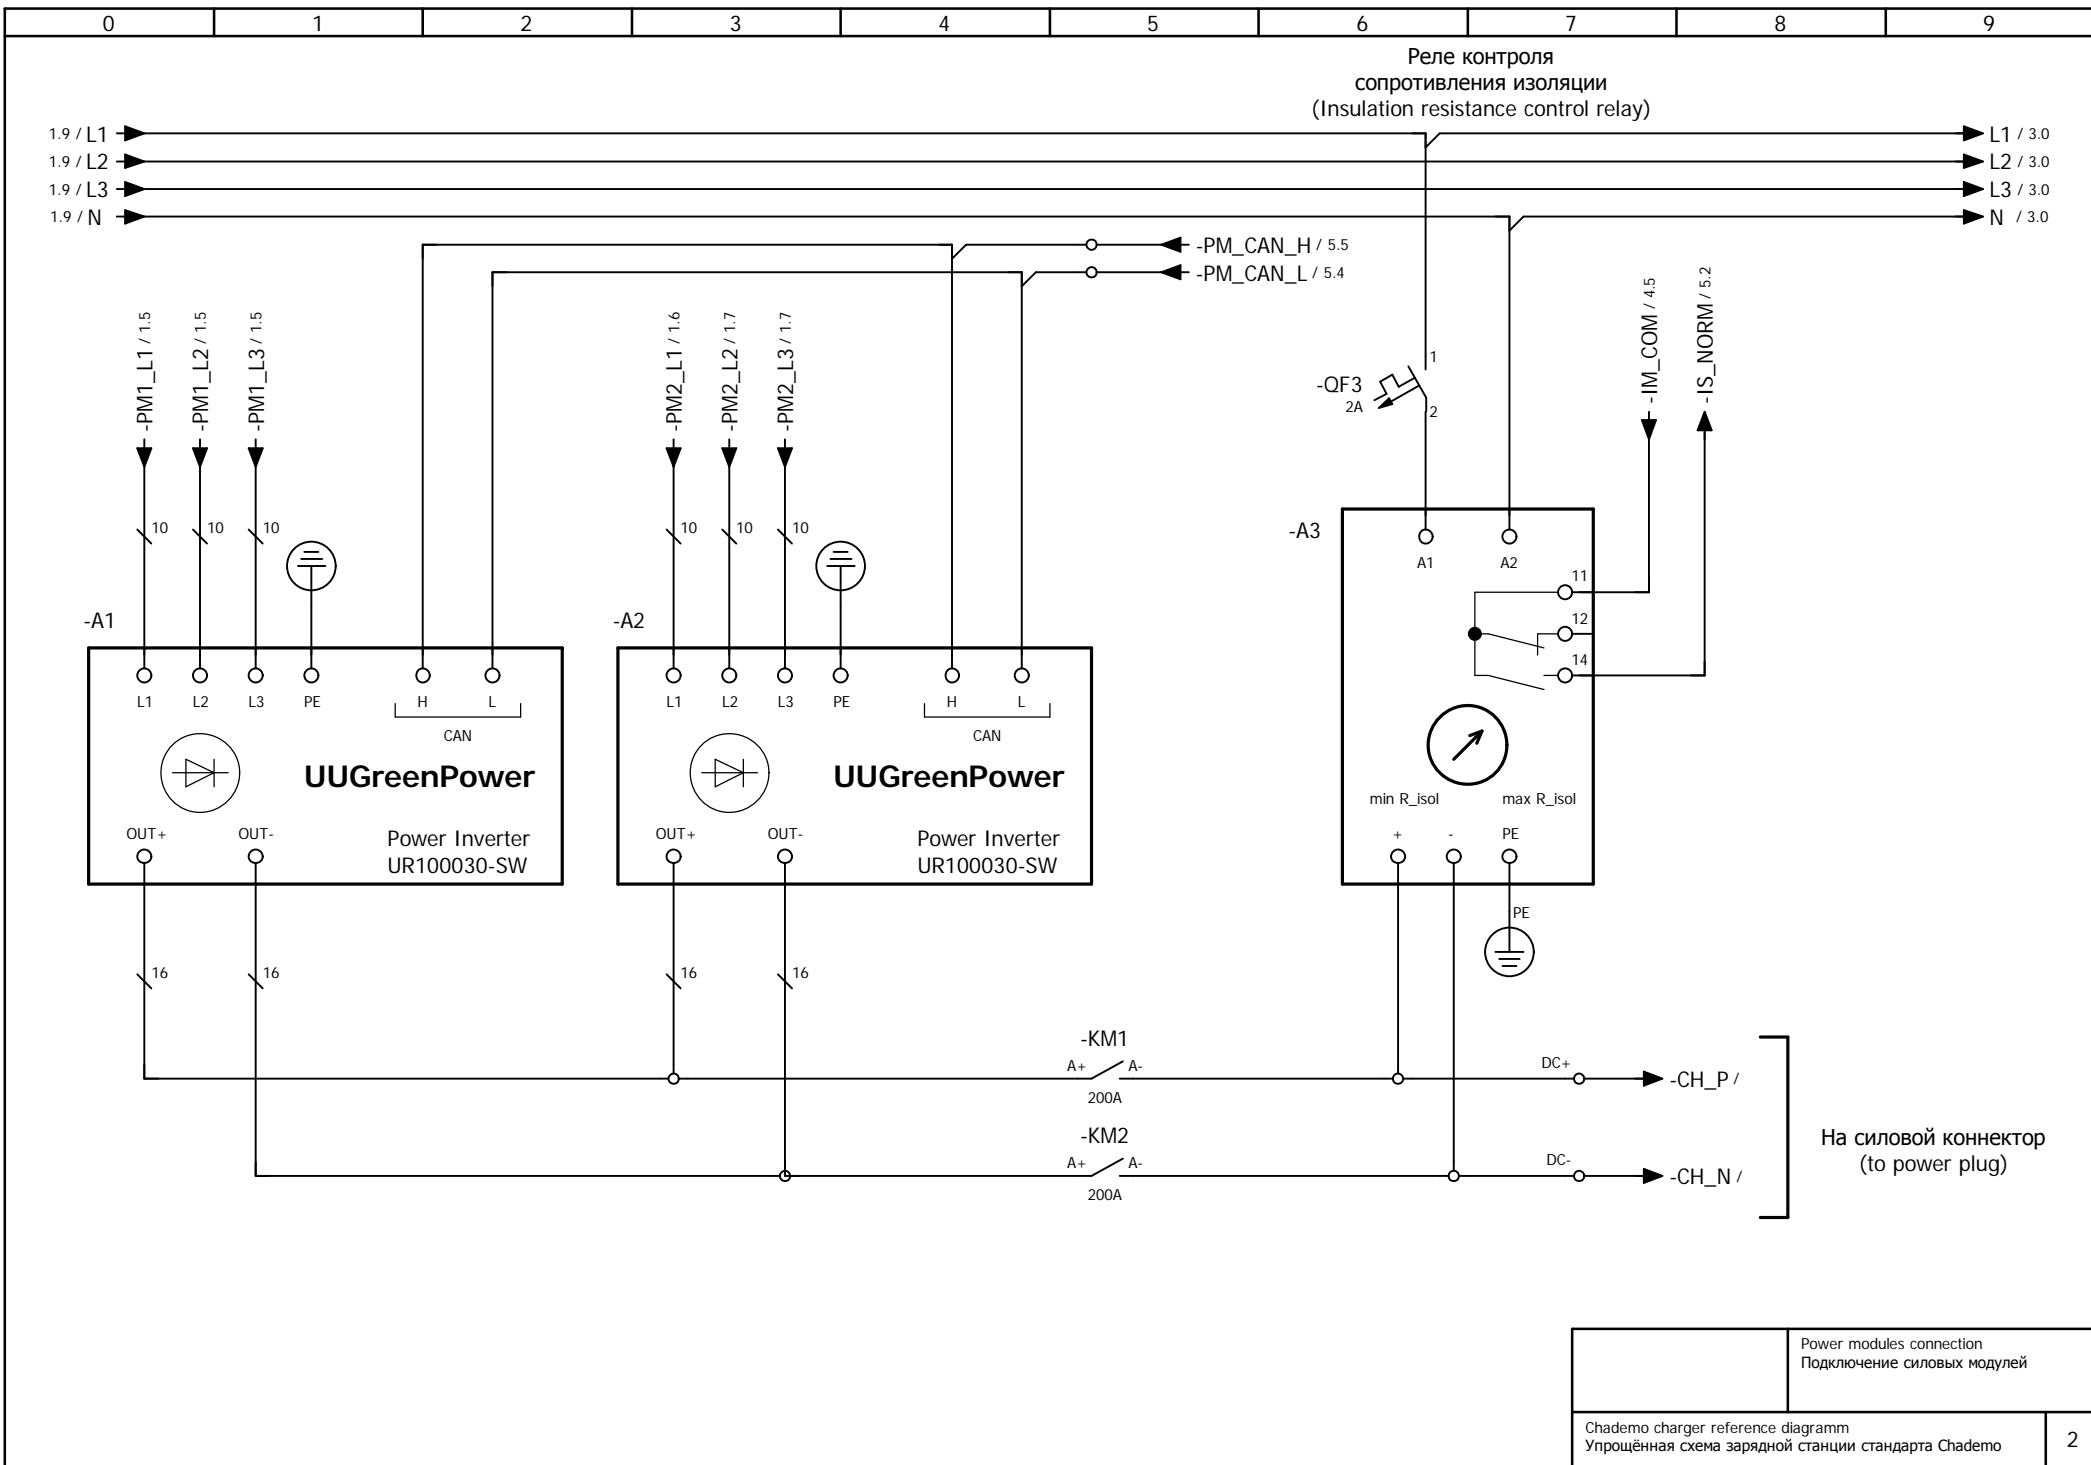 0 1 2 3 4 5 6 7 8 9
Реле контроля
сопротивления изоляции
(Insulation resistance control relay)
1.9 / L1
L1 / 3.0
1.9 / L2
L2 / 3.0
1.9 / L3
L3 / 3.0
1.9 / N
N / 3.0
-PM_CAN_H / 5.5
-PM_CAN_L / 5.4
-PM1_L1 / 1.5
-PM1_L2 / 1.5
-PM1_L3 / 1.5
-PM2_L1 / 1.6
-PM2_L2 / 1.7
-PM2_L3 / 1.7
-IM_COM / 4.5
-IS_NORM / 5.2
-QF3
2A
1
2
10 10 10
10 10 10
-A1
L1 L2 L3 PE H L
CAN
UUGreenPower
OUT+ OUT-
Power Inverter
UR100030-SW
-A2
L1 L2 L3 PE H L
CAN
UUGreenPower
OUT+ OUT-
Power Inverter
UR100030-SW
-A3
A1 A2
11
12
14
min R_isol max R_isol
+ - PE
PE
16 16
16 16
-KM1
A+ A-
200A
DC+
-CH_P /
-KM2
A+ A-
200A
DC-
-CH_N /
На силовой коннектор
(to power plug)
Power modules connection
Подключение силовых модулей
Chademo charger reference diagramm
Упрощённая схема зарядной станции стандарта Chademo
2